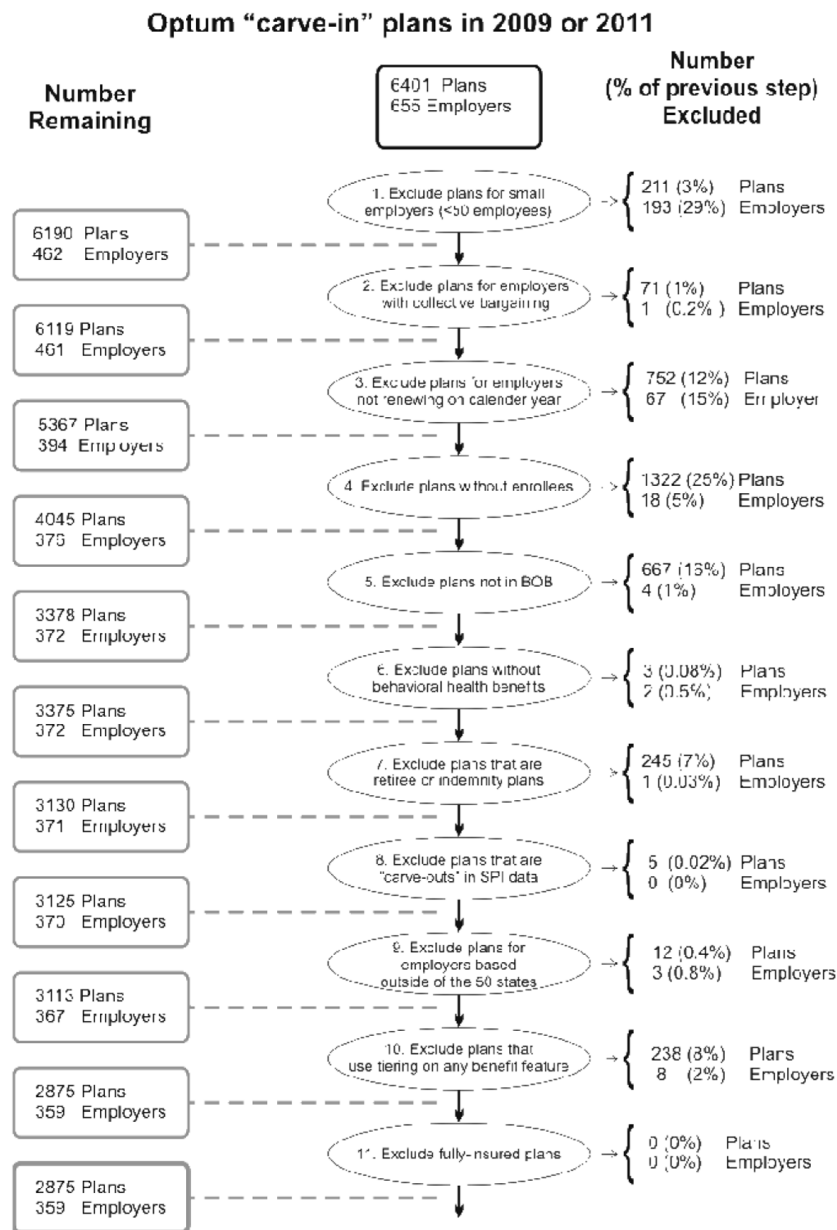 Optum “carve-in” plans in 2009 or 2011
Number
Remaining
6401 Plans
655 Employers
Number
(% of previous step)
Excluded
1. Exclude plans for small
employers (<50 employees)
211 (3%) Plans
193 (29%) Employers
6190 Plans
462 Employers
2. Exclude plans for employers
with collective bargaining
71 (1%) Plans
1 (0.2% ) Employers
6119 Plans
461 Employers
3. Exclude plans for employers
not renewing on calender year
752 (12%) Plans
67 (15%) Employer
5367 Plans
394 Employers
4. Exclude plans without enrollees
1322 (25%) Plans
18 (5%) Employers
4045 Plans
376 Employers
5. Exclude plans not in BOB
667 (16%) Plans
4 (1%) Employers
3378 Plans
372 Employers
6. Exclude plans without
behavioral health benefits
3 (0.08%) Plans
2 (0.5%) Employers
3375 Plans
372 Employers
7. Exclude plans that are
retiree or indemnity plans
245 (7%) Plans
1 (0.03%) Employers
3130 Plans
371 Employers
8. Exclude plans that are
“carve-outs” in SPI data
5 (0.02%) Plans
0 (0%) Employers
3125 Plans
370 Employers
9. Exclude plans for
employers based
outside of the 50 states
12 (0.4%) Plans
3 (0.8%) Employers
3113 Plans
367 Employers
10. Exclude plans that
use tiering on any benefit feature
238 (8%) Plans
8 (2%) Employers
2875 Plans
359 Employers
11. Exclude fully-insured plans
0 (0%) Plans
0 (0%) Employers
2875 Plans
359 Employers